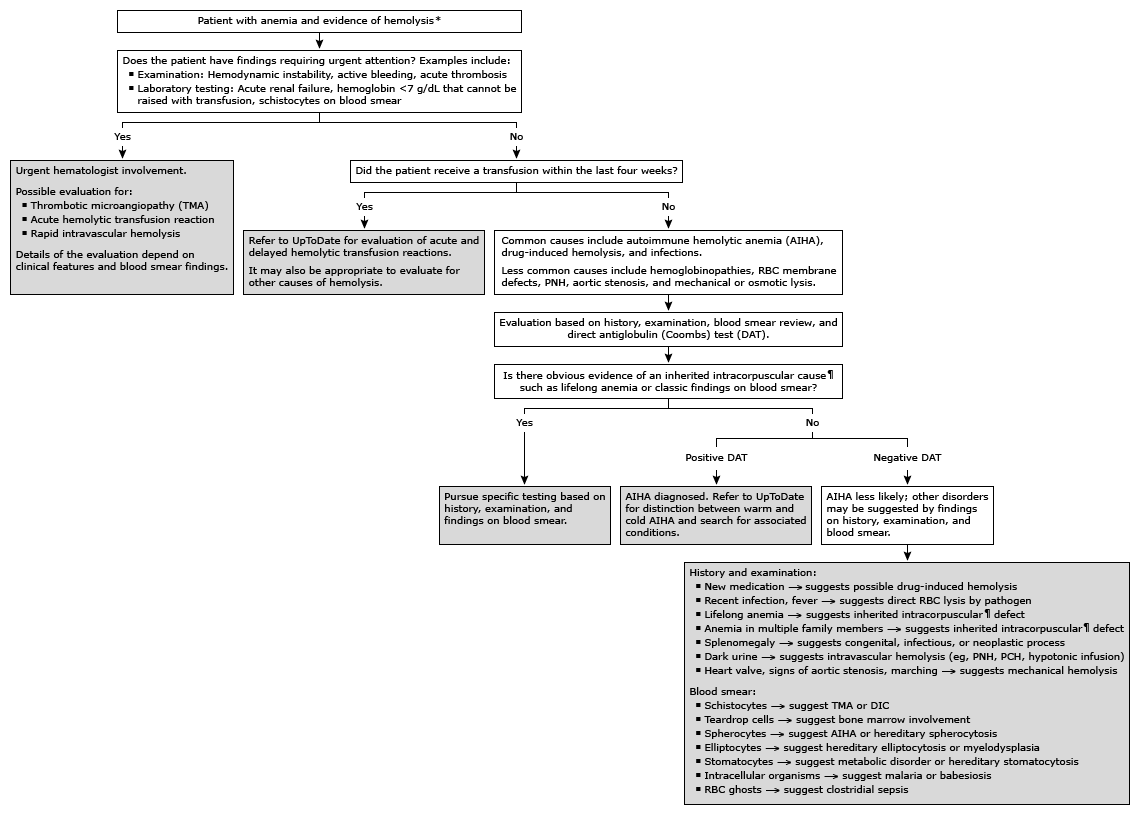 Patient with anemia and evidence of hemolysis*
Does the patient have findings requiring urgent attention? Examples include:
▪ Examination: Hemodynamic instability, active bleeding, acute thrombosis
▪ Laboratory testing: Acute renal failure, hemoglobin <7 g/dL that cannot be
raised with transfusion, schistocytes on blood smear
Yes
No
Urgent hematologist involvement.
Possible evaluation for:
▪ Thrombotic microangiopathy (TMA)
▪ Acute hemolytic transfusion reaction
▪ Rapid intravascular hemolysis
Details of the evaluation depend on
clinical features and blood smear findings.
Did the patient receive a transfusion within the last four weeks?
Yes
No
Refer to UpToDate for evaluation of acute and
delayed hemolytic transfusion reactions.
It may also be appropriate to evaluate for
other causes of hemolysis.
Common causes include autoimmune hemolytic anemia (AIHA),
drug-induced hemolysis, and infections.
Less common causes include hemoglobinopathies, RBC membrane
defects, PNH, aortic stenosis, and mechanical or osmotic lysis.
Evaluation based on history, examination, blood smear review, and
direct antiglobulin (Coombs) test (DAT).
Is there obvious evidence of an inherited intracorpuscular cause¶
such as lifelong anemia or classic findings on blood smear?
Yes
No
Positive DAT
Negative DAT
Pursue specific testing based on
history, examination, and
findings on blood smear.
AIHA diagnosed. Refer to UpToDate
for distinction between warm and
cold AIHA and search for associated
conditions.
AIHA less likely; other disorders
may be suggested by findings
on history, examination, and
blood smear.
History and examination:
▪ New medication → suggests possible drug-induced hemolysis
▪ Recent infection, fever → suggests direct RBC lysis by pathogen
▪ Lifelong anemia → suggests inherited intracorpuscular¶ defect
▪ Anemia in multiple family members → suggests inherited intracorpuscular¶ defect
▪ Splenomegaly → suggests congenital, infectious, or neoplastic process
▪ Dark urine → suggests intravascular hemolysis (eg, PNH, PCH, hypotonic infusion)
▪ Heart valve, signs of aortic stenosis, marching → suggests mechanical hemolysis
Blood smear:
▪ Schistocytes → suggest TMA or DIC
▪ Teardrop cells → suggest bone marrow involvement
▪ Spherocytes → suggest AIHA or hereditary spherocytosis
▪ Elliptocytes → suggest hereditary elliptocytosis or myelodysplasia
▪ Stomatocytes → suggest metabolic disorder or hereditary stomatocytosis
▪ Intracellular organisms → suggest malaria or babesiosis
▪ RBC ghosts → suggest clostridial sepsis